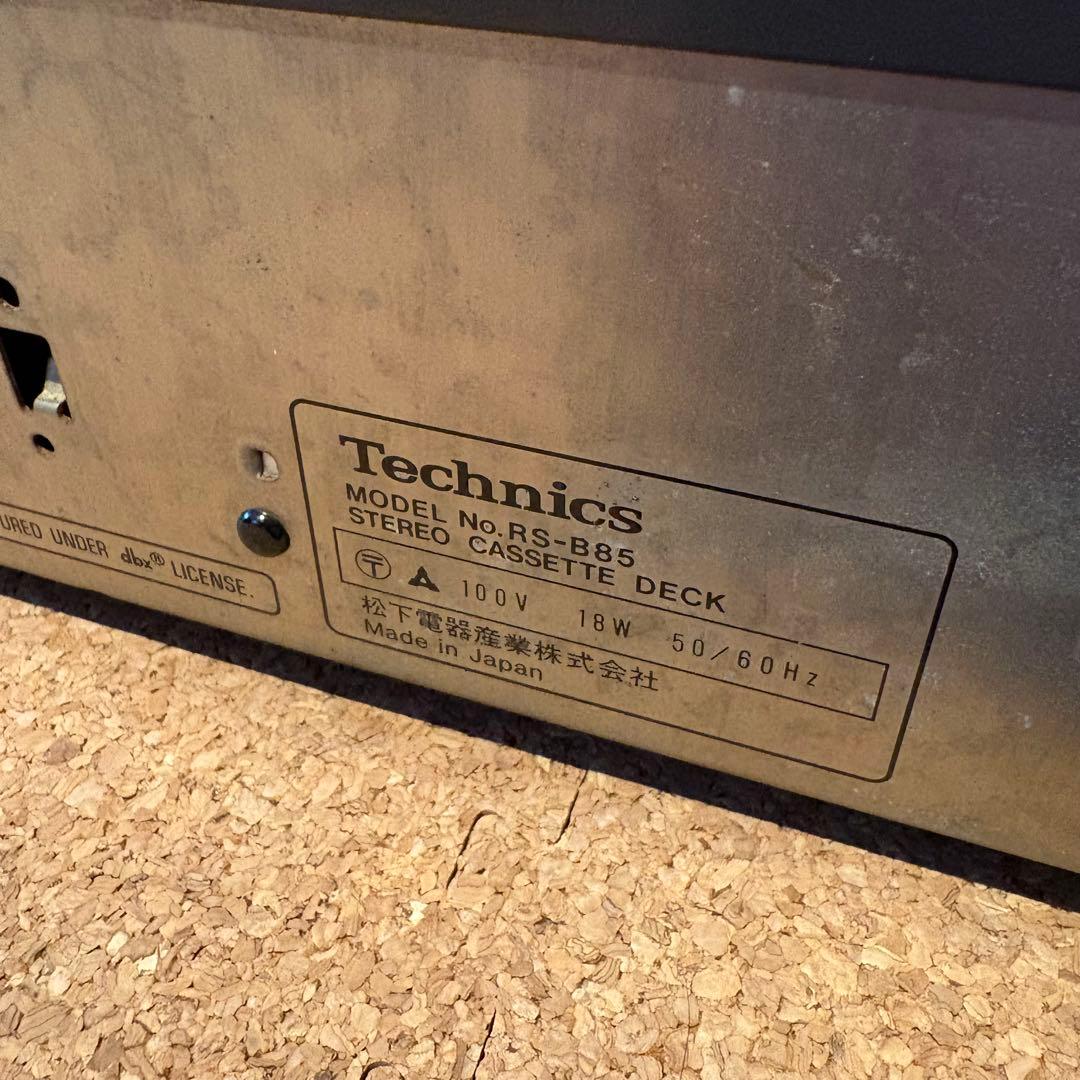 Technics
MODEL No.RS-B85
STEREO CASSETTE DECK
〒 100V 18W 50/60Hz
松下電器産業株式会社
Made in Japan
UNDER dbx® LICENSE.